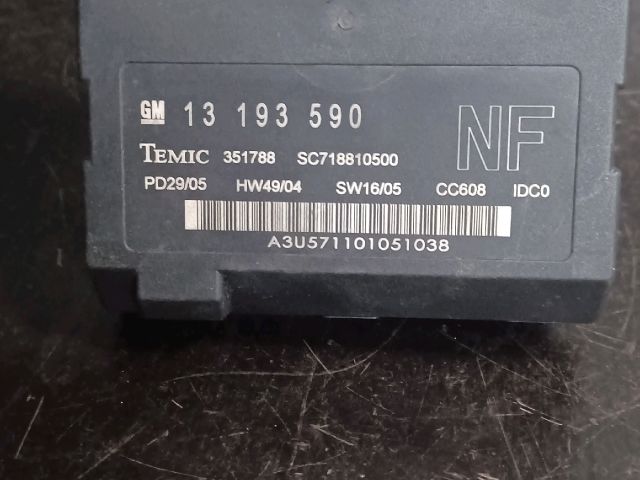 GM 13 193 590 NF
TEMIC 351788 SC718810500
PD29/05 HW49/04 SW16/05 CC608 IDC0
A3U571101051038